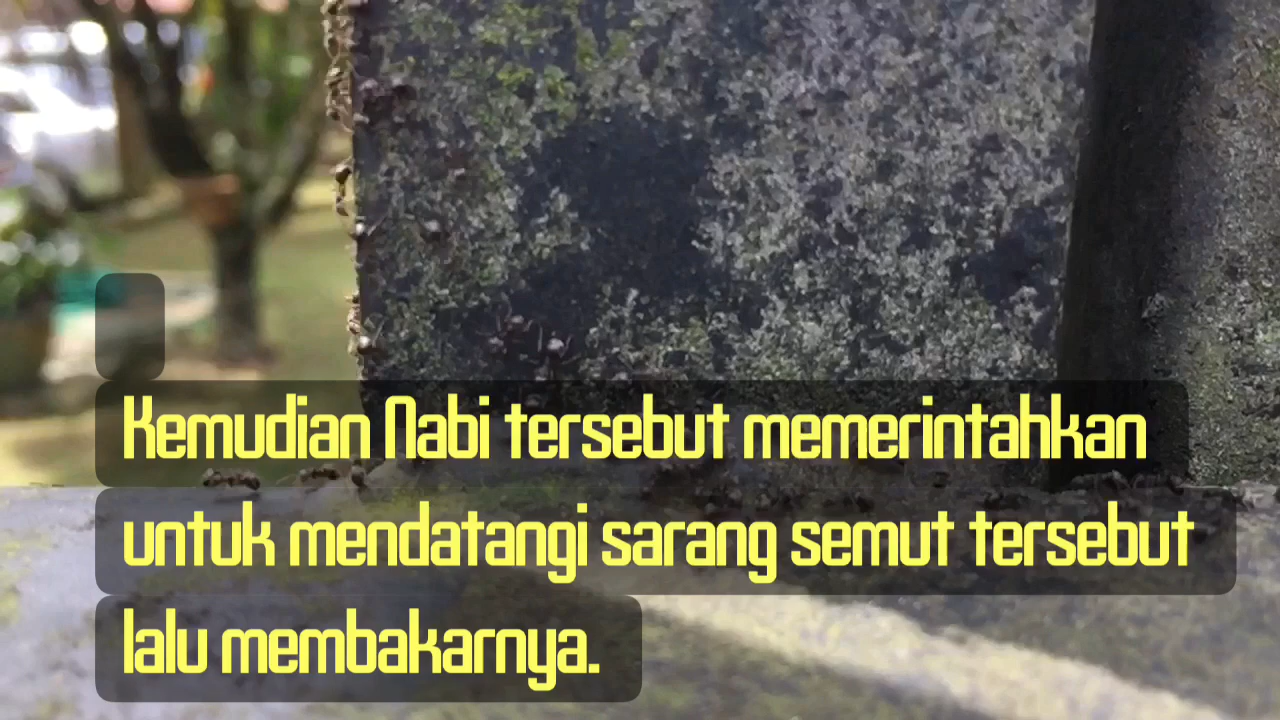 Kemudian Nabi tersebut memerintahkan
untuk mendatangi sarang semut tersebut
lalu membakarnya.